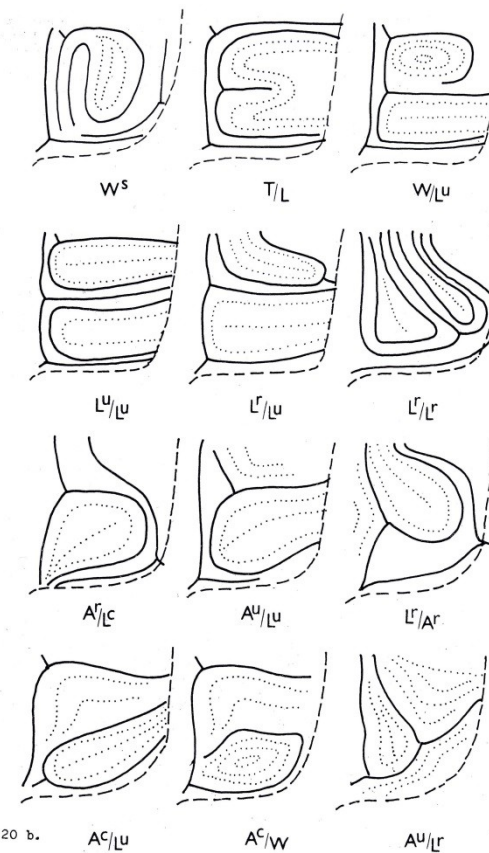 Wˢ T/L W/Lᵘ
Lᵘ/Lᵘ Lʳ/Lᵘ Lʳ/Lʳ
Aʳ/Lᶜ Aᵘ/Lᵘ Lʳ/Aʳ
20 b. Aᶜ/Lᵘ Aᶜ/W Aᵘ/Lʳ